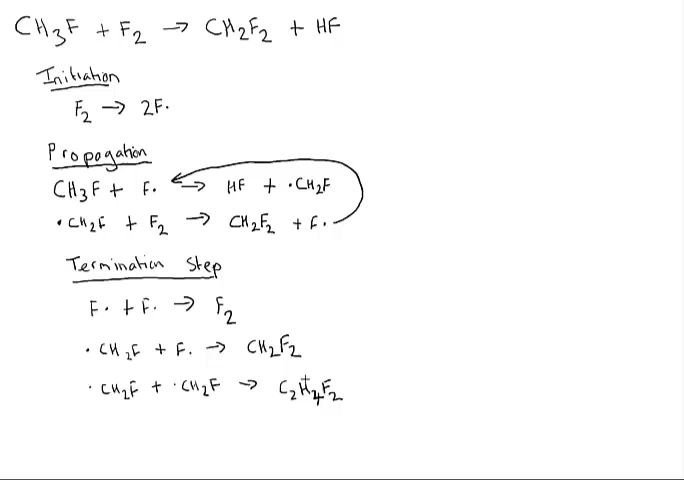 CH₃F + F₂ → CH₂F₂ + HF
Initiation
F₂ → 2F·
Propogation
CH₃F + F· → HF + ·CH₂F
·CH₂F + F₂ → CH₂F₂ + F·
Termination Step
F· + F· → F₂
·CH₂F + F· → CH₂F₂
·CH₂F + ·CH₂F → C₂H₄F₂